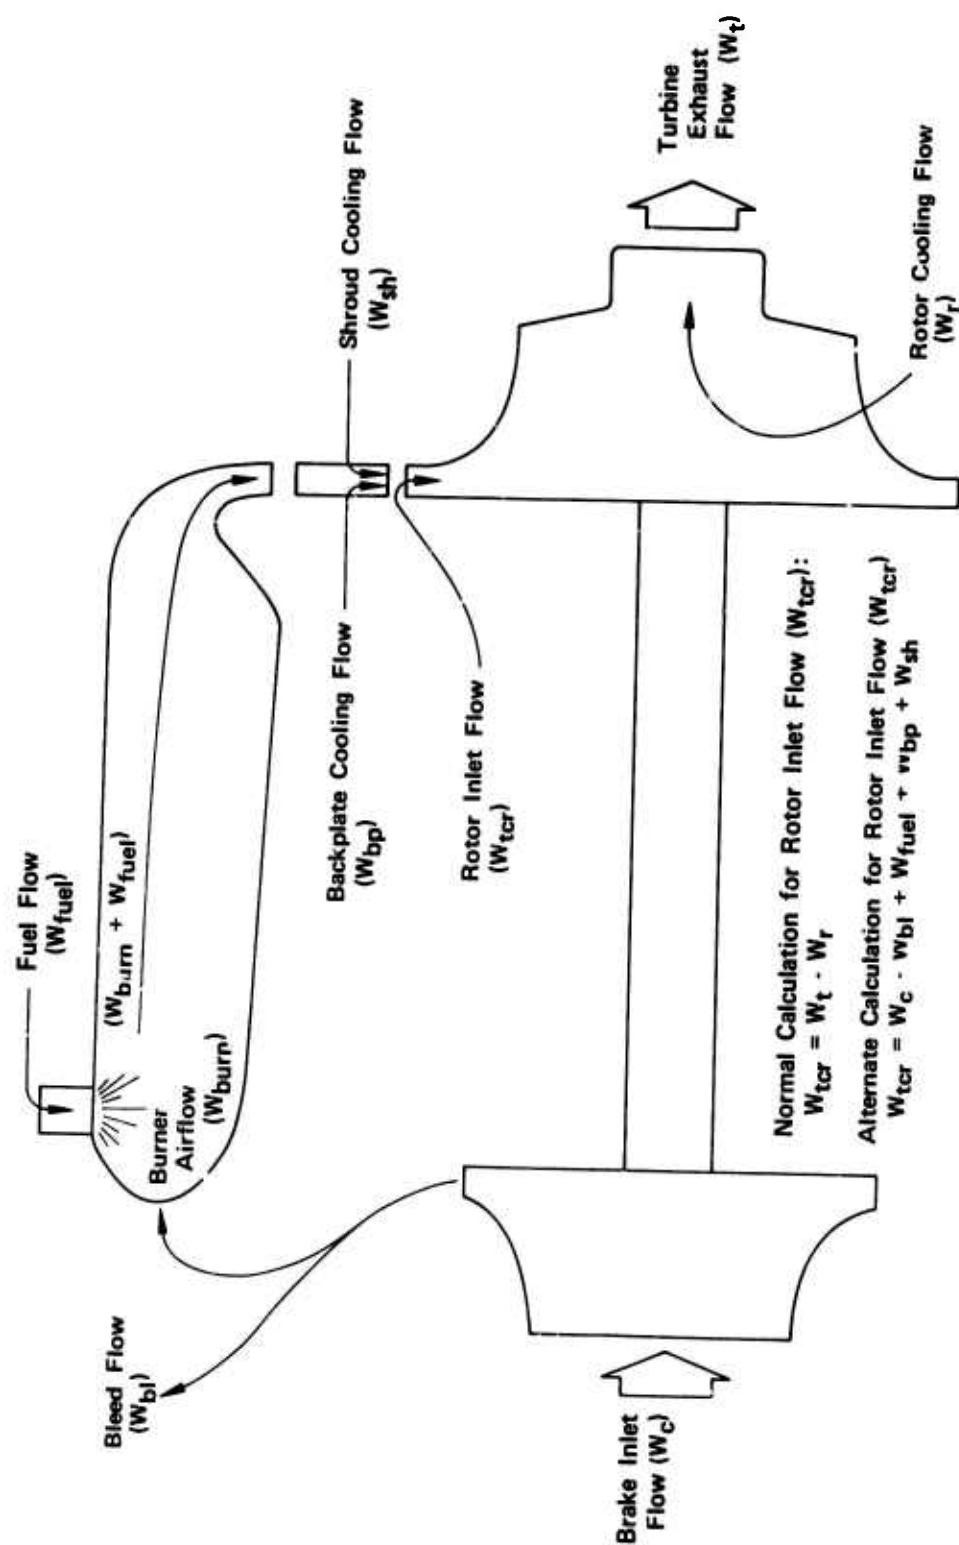 Fuel Flow
(Wfuel)
(Wburn + Wfuel)
Burner
Airflow
(Wburn)
Bleed Flow
(Wbl)
Shroud Cooling Flow
(Wsh)
Backplate Cooling Flow
(Wbp)
Rotor Inlet Flow
(Wtcr)
Turbine
Exhaust
Flow (Wt)
Rotor Cooling Flow
(Wr)
Brake Inlet
Flow (Wc)
Normal Calculation for Rotor Inlet Flow (Wtcr):
Wtcr = Wt - Wr
Alternate Calculation for Rotor Inlet Flow (Wtcr)
Wtcr = Wc - Wbl + Wfuel + Wbp + Wsh